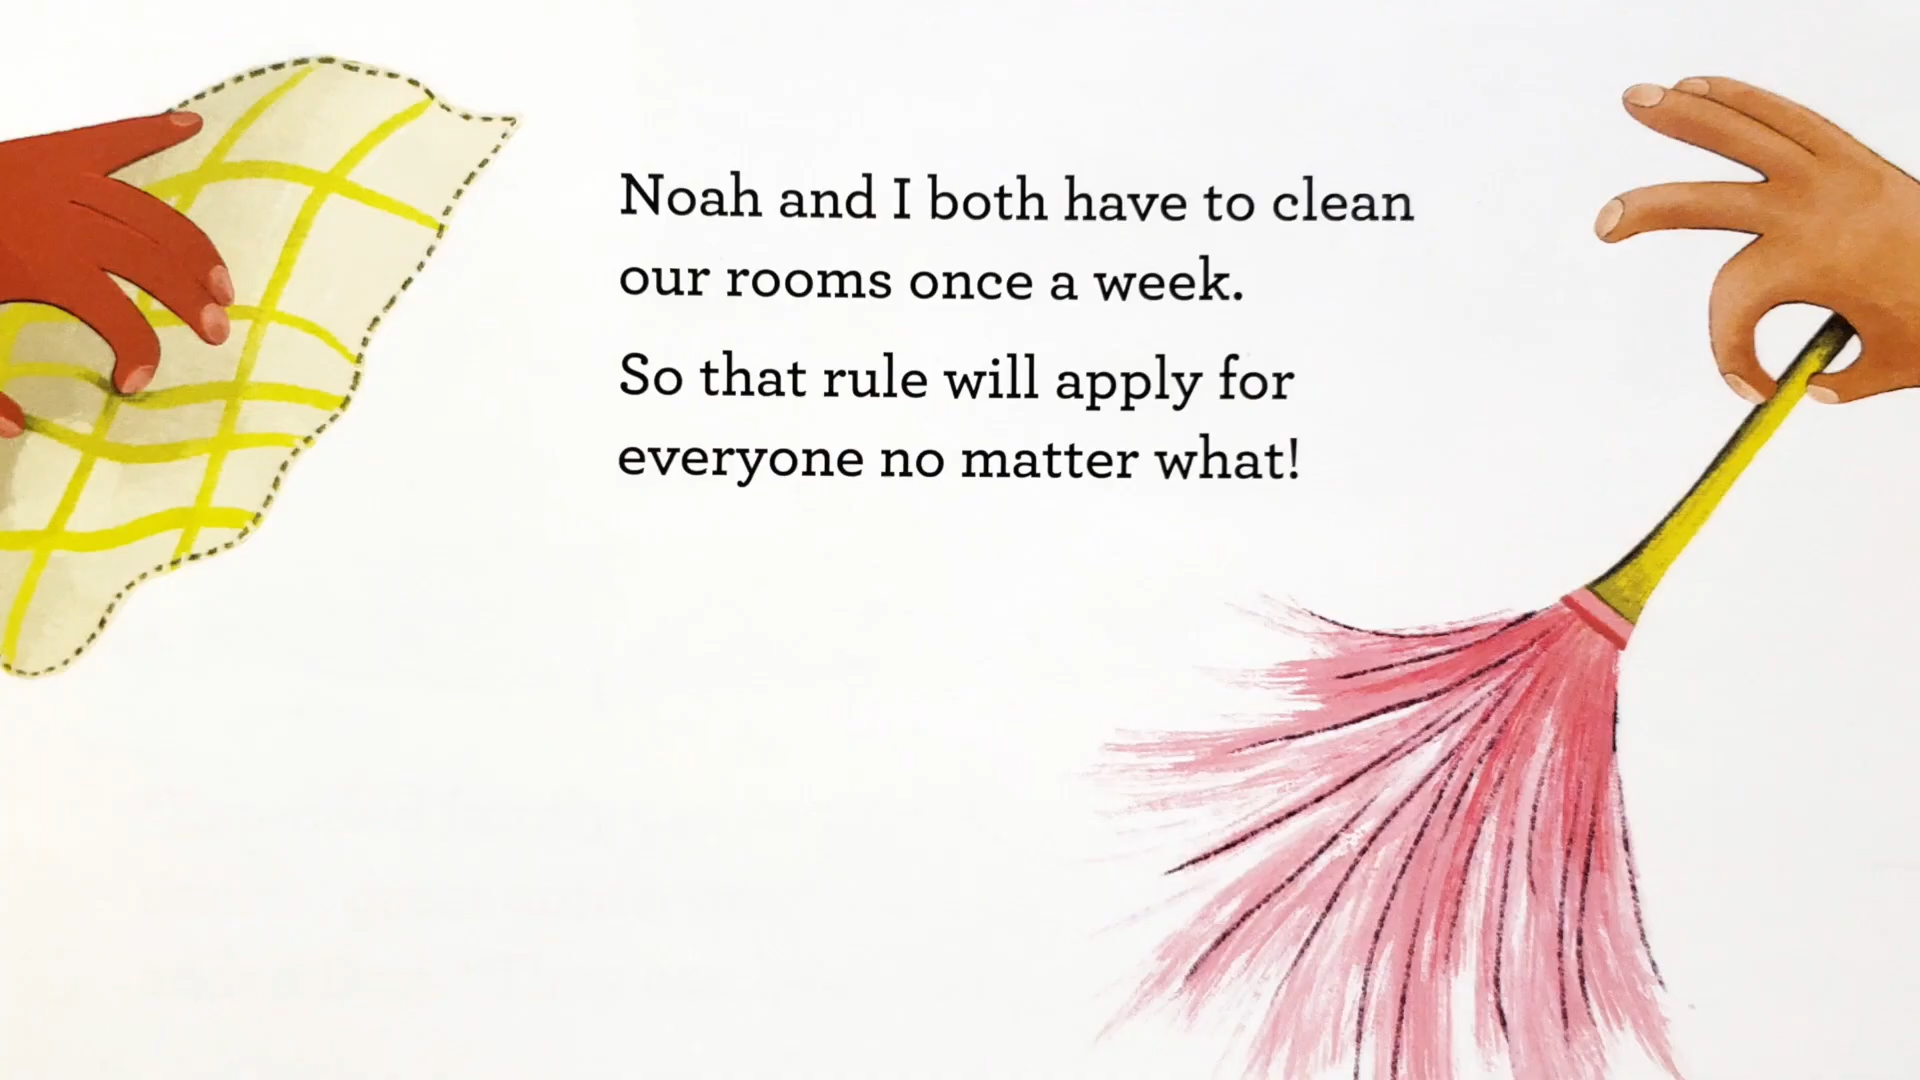 Noah and I both have to clean
our rooms once a week.
So that rule will apply for
everyone no matter what!